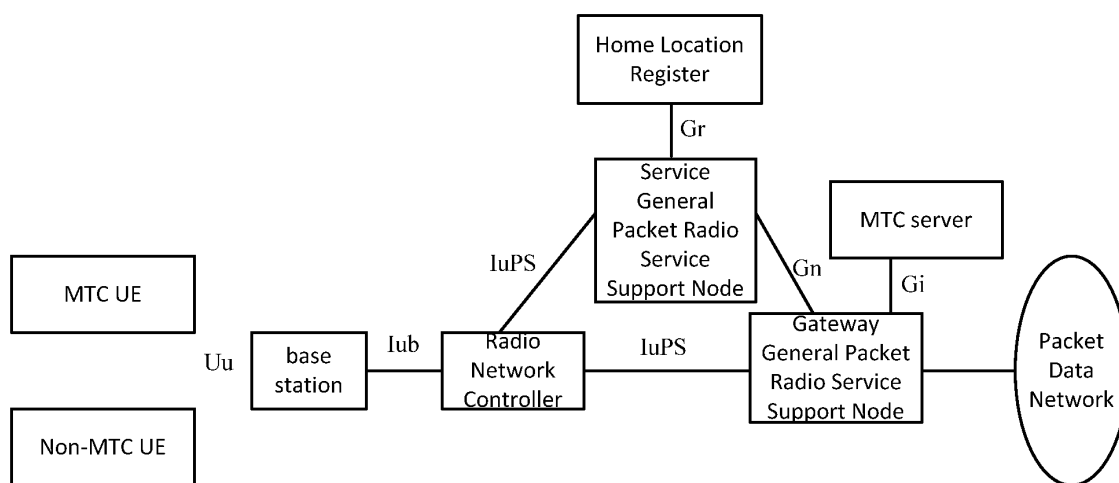 Home Location
Register
Gr
Service
General
Packet Radio
Service
Support Node
MTC server
IuPS
Gn
Gi
MTC UE
Uu
base
station
Iub
Radio
Network
Controller
IuPS
Gateway
General Packet
Radio Service
Support Node
Packet
Data
Network
Non-MTC UE